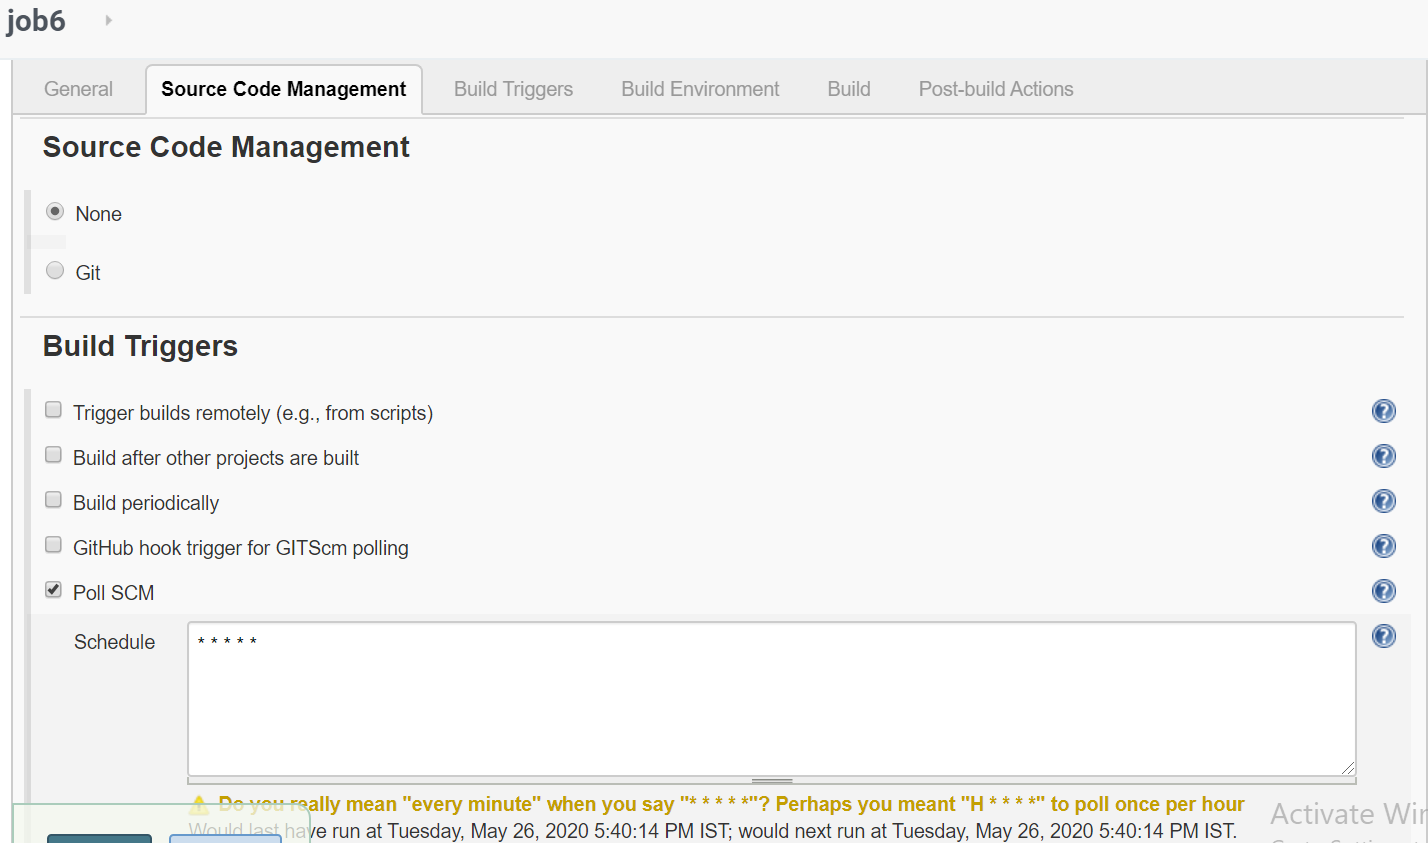 job6
General Source Code Management Build Triggers Build Environment Build Post-build Actions
Source Code Management
None
Git
Build Triggers
Trigger builds remotely (e.g., from scripts)
Build after other projects are built
Build periodically
GitHub hook trigger for GITScm polling
Poll SCM
Schedule
* * * * *
Do you really mean "every minute" when you say "* * * * *"? Perhaps you meant "H * * * *" to poll once per hour
Would last have run at Tuesday, May 26, 2020 5:40:14 PM IST; would next run at Tuesday, May 26, 2020 5:40:14 PM IST.
Activate Win